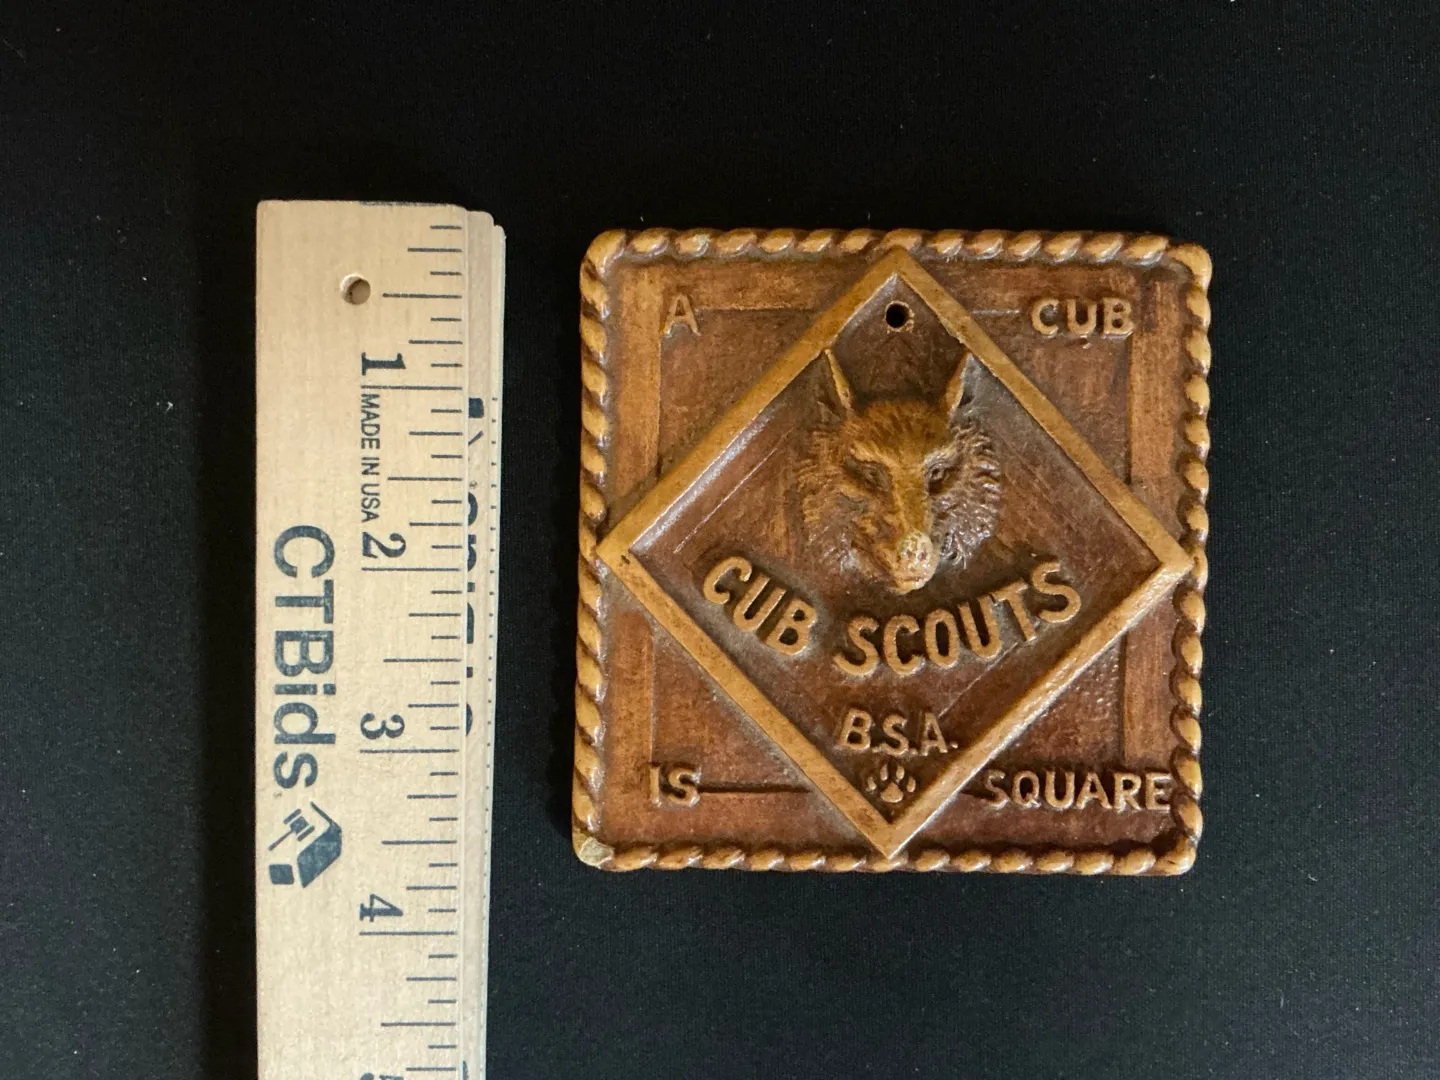 1
MADE IN USA
2
CTBids
3
4
A CUB
CUB SCOUTS
B.S.A.
IS SQUARE